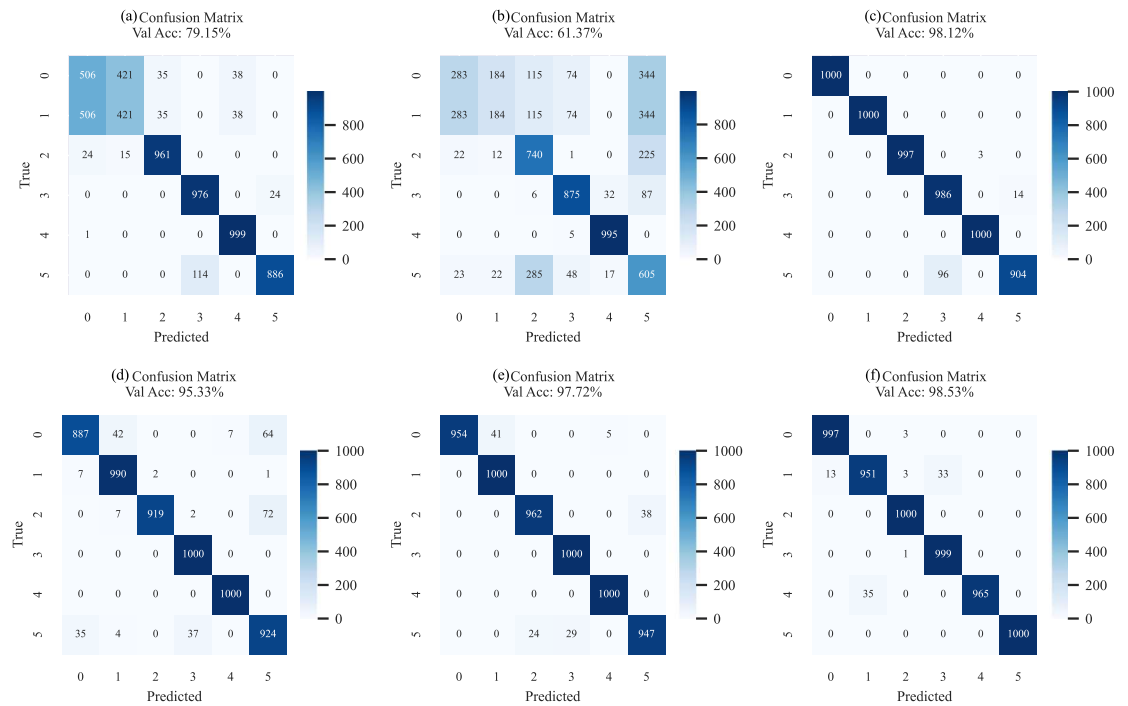 (a) Confusion Matrix
Val Acc: 79.15%
0 506 421 35 0 38 0
1 506 421 35 0 38 0
2 24 15 961 0 0 0
3 0 0 0 976 0 24
4 1 0 0 0 999 0
5 0 0 0 114 0 886
0 1 2 3 4 5
True
Predicted
800
600
400
200
0
(b) Confusion Matrix
Val Acc: 61.37%
0 283 184 115 74 0 344
1 283 184 115 74 0 344
2 22 12 740 1 0 225
3 0 0 6 875 32 87
4 0 0 0 5 995 0
5 23 22 285 48 17 605
0 1 2 3 4 5
True
Predicted
800
600
400
200
0
(c) Confusion Matrix
Val Acc: 98.12%
0 1000 0 0 0 0 0
1 0 1000 0 0 0 0
2 0 0 997 0 3 0
3 0 0 0 986 0 14
4 0 0 0 0 1000 0
5 0 0 0 96 0 904
0 1 2 3 4 5
True
Predicted
1000
800
600
400
200
0
(d) Confusion Matrix
Val Acc: 95.33%
0 887 42 0 0 7 64
1 7 990 2 0 0 1
2 0 7 919 2 0 72
3 0 0 0 1000 0 0
4 0 0 0 0 1000 0
5 35 4 0 37 0 924
0 1 2 3 4 5
True
Predicted
1000
800
600
400
200
0
(e) Confusion Matrix
Val Acc: 97.72%
0 954 41 0 0 5 0
1 0 1000 0 0 0 0
2 0 0 962 0 0 38
3 0 0 0 1000 0 0
4 0 0 0 0 1000 0
5 0 0 24 29 0 947
0 1 2 3 4 5
True
Predicted
1000
800
600
400
200
0
(f) Confusion Matrix
Val Acc: 98.53%
0 997 0 3 0 0 0
1 13 951 3 33 0 0
2 0 0 1000 0 0 0
3 0 0 1 999 0 0
4 0 35 0 0 965 0
5 0 0 0 0 0 1000
0 1 2 3 4 5
True
Predicted
1000
800
600
400
200
0